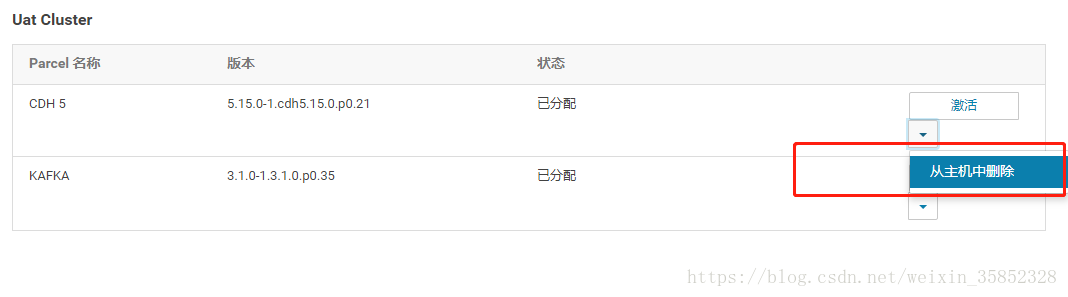 Uat Cluster
Parcel 名称 版本 状态
CDH 5 5.15.0-1.cdh5.15.0.p0.21 已分配 激活
从主机中删除
KAFKA 3.1.0-1.3.1.0.p0.35 已分配
https://blog.csdn.net/weixin_35852328